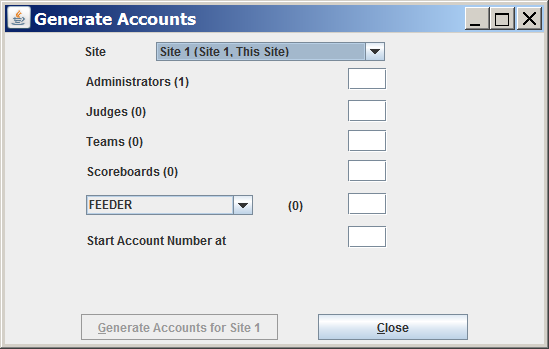 Generate Accounts
Site Site 1 (Site 1, This Site)
Administrators (1)
Judges (0)
Teams (0)
Scoreboards (0)
FEEDER (0)
Start Account Number at
Generate Accounts for Site 1 Close